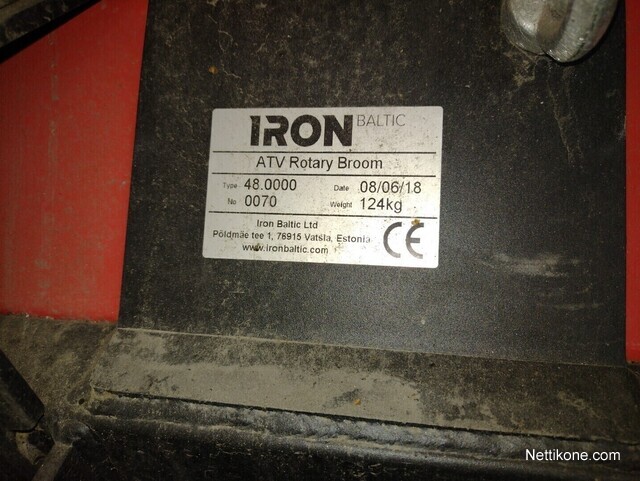 IRON BALTIC
ATV Rotary Broom
Type 48.0000 Date 08/06/18
No 0070 Weight 124kg
Iron Baltic Ltd
Põldmäe tee 1, 76915 Vatsla, Estonia
www.ironbaltic.com
CE
Nettikone.com